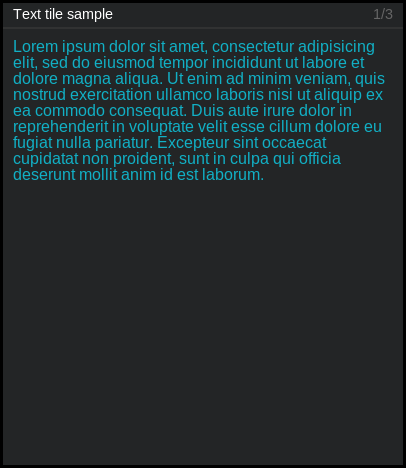 Text tile sample 1/3
Lorem ipsum dolor sit amet, consectetur adipisicing
elit, sed do eiusmod tempor incididunt ut labore et
dolore magna aliqua. Ut enim ad minim veniam, quis
nostrud exercitation ullamco laboris nisi ut aliquip ex
ea commodo consequat. Duis aute irure dolor in
reprehenderit in voluptate velit esse cillum dolore eu
fugiat nulla pariatur. Excepteur sint occaecat
cupidatat non proident, sunt in culpa qui officia
deserunt mollit anim id est laborum.